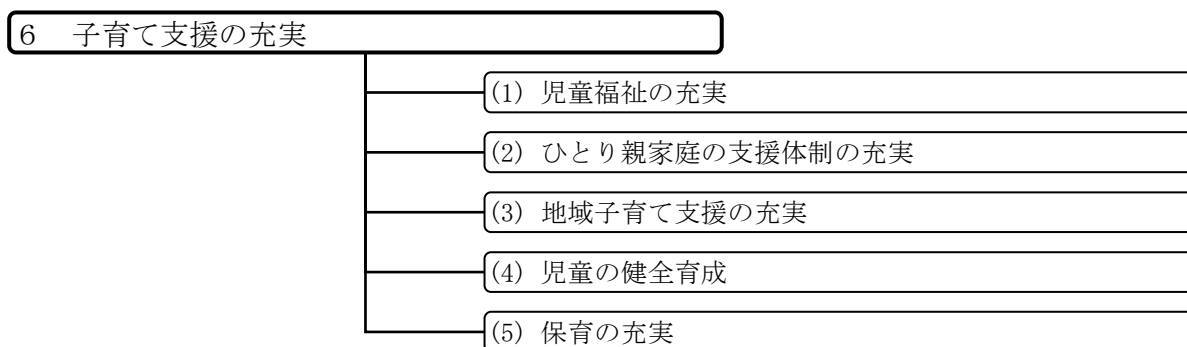 6　子育て支援の充実
(1) 児童福祉の充実
(2) ひとり親家庭の支援体制の充実
(3) 地域子育て支援の充実
(4) 児童の健全育成
(5) 保育の充実